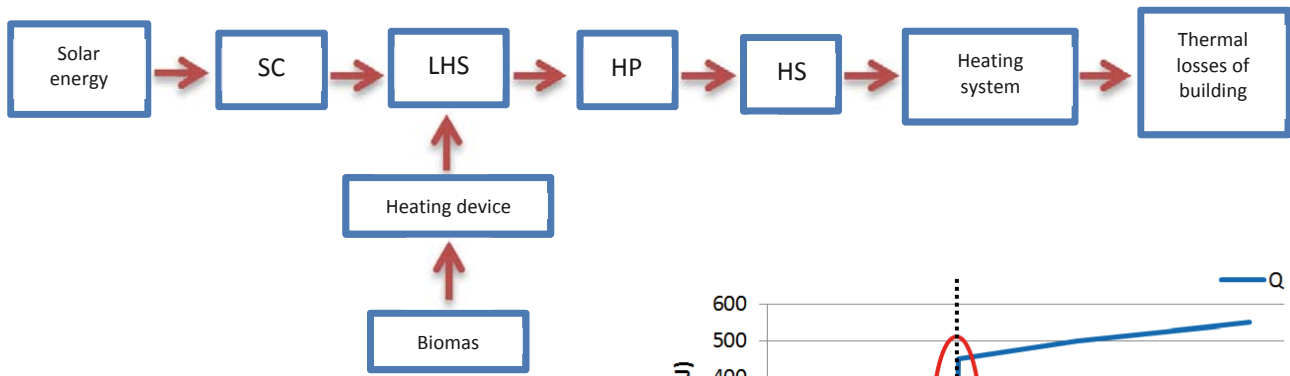 Solar
energy
SC
LHS
HP
HS
Heating
system
Thermal
losses of
building
Heating device
Biomas
Q
600
500
400